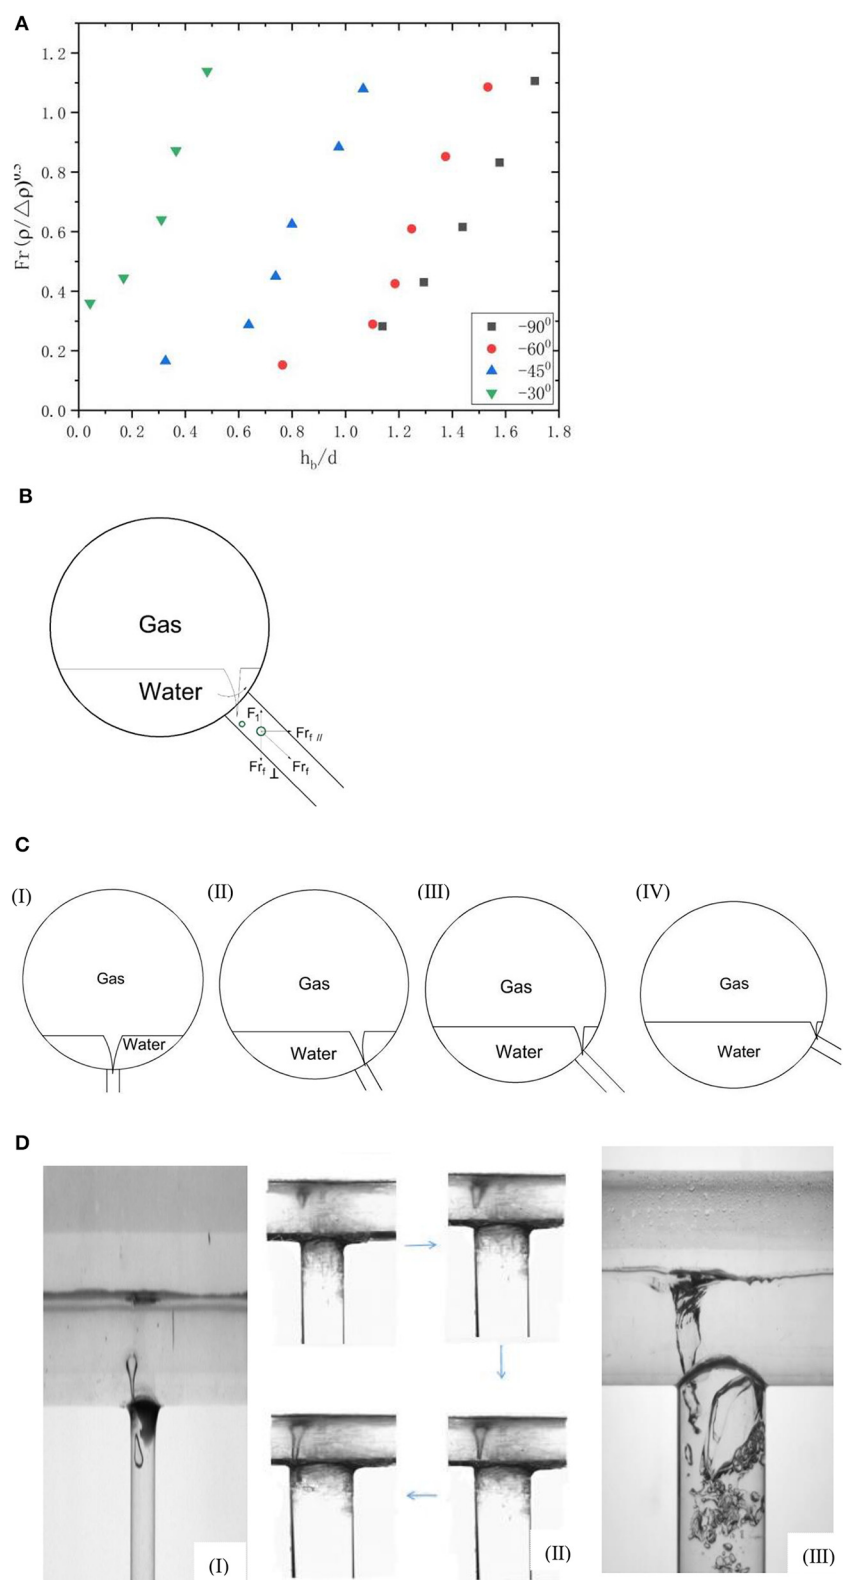 A
1.2
1.0
0.8
0.6
0.4
0.2
0.0
Fr(ρ/△ρ)^0.5
0.0 0.2 0.4 0.6 0.8 1.0 1.2 1.4 1.6 1.8
h_b/d
-90⁰
-60⁰
-45⁰
-30⁰
B
Gas
Water
F₁
Fr_f //
Fr_f ⊥
Fr_f
C
(I) (II) (III) (IV)
Gas Gas Gas Gas
Water Water Water Water
D
(I) (II) (III)